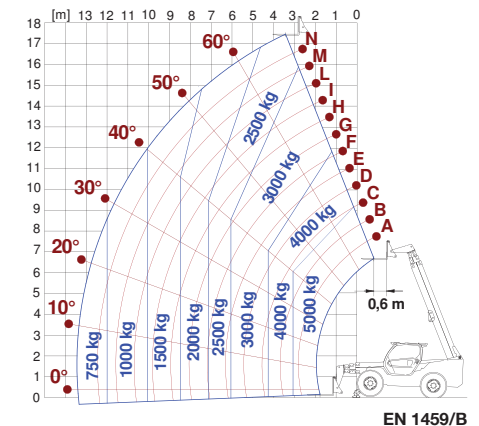 [m] 13 12 11 10 9 8 7 6 5 4 3 2 1 0
18
17
16
15
14
13
12
11
10
9
8
7
6
5
4
3
2
1
0
60°
50°
40°
30°
20°
10°
0°
N
M
L
I
H
G
F
E
D
C
B
A
2500 kg
3000 kg
4000 kg
750 kg
1000 kg
1500 kg
2000 kg
2500 kg
3000 kg
4000 kg
5000 kg
0,6 m
EN 1459/B